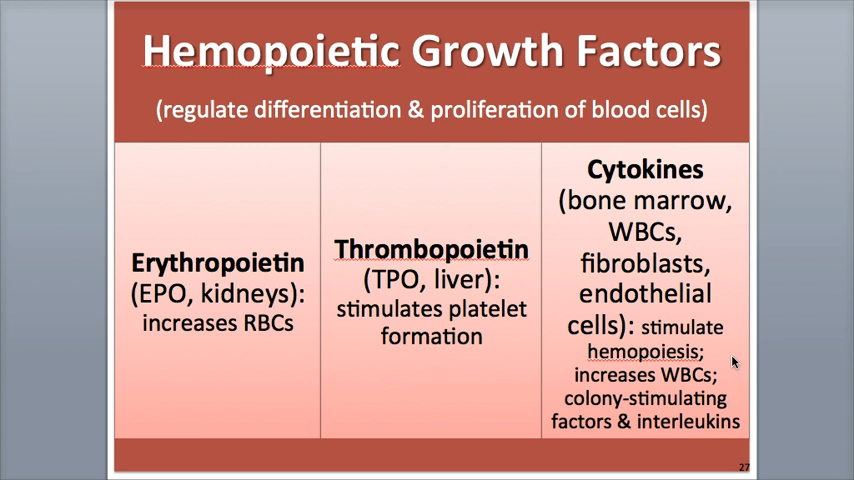 Hemopoietic Growth Factors
(regulate differentiation & proliferation of blood cells)
Erythropoietin
(EPO, kidneys):
increases RBCs
Thrombopoietin
(TPO, liver):
stimulates platelet
formation
Cytokines
(bone marrow,
WBCs,
fibroblasts,
endothelial
cells): stimulate
hemopoiesis;
increases WBCs;
colony-stimulating
factors & interleukins
27